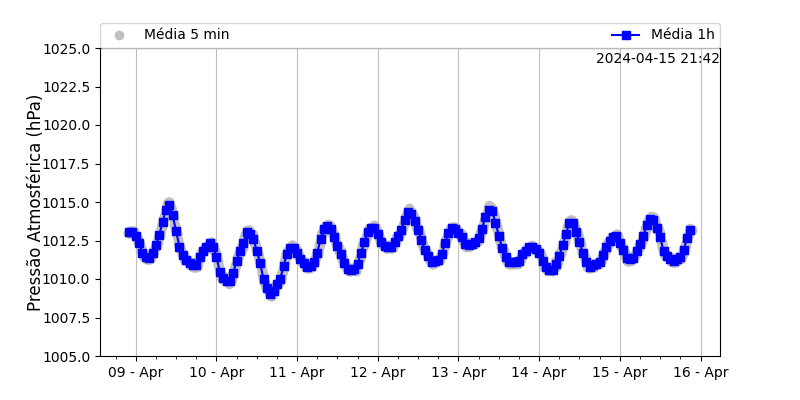 Média 5 min
Média 1h
2024-04-15 21:42
Pressão Atmosférica (hPa)
1025.0
1022.5
1020.0
1017.5
1015.0
1012.5
1010.0
1007.5
1005.0
09 - Apr
10 - Apr
11 - Apr
12 - Apr
13 - Apr
14 - Apr
15 - Apr
16 - Apr